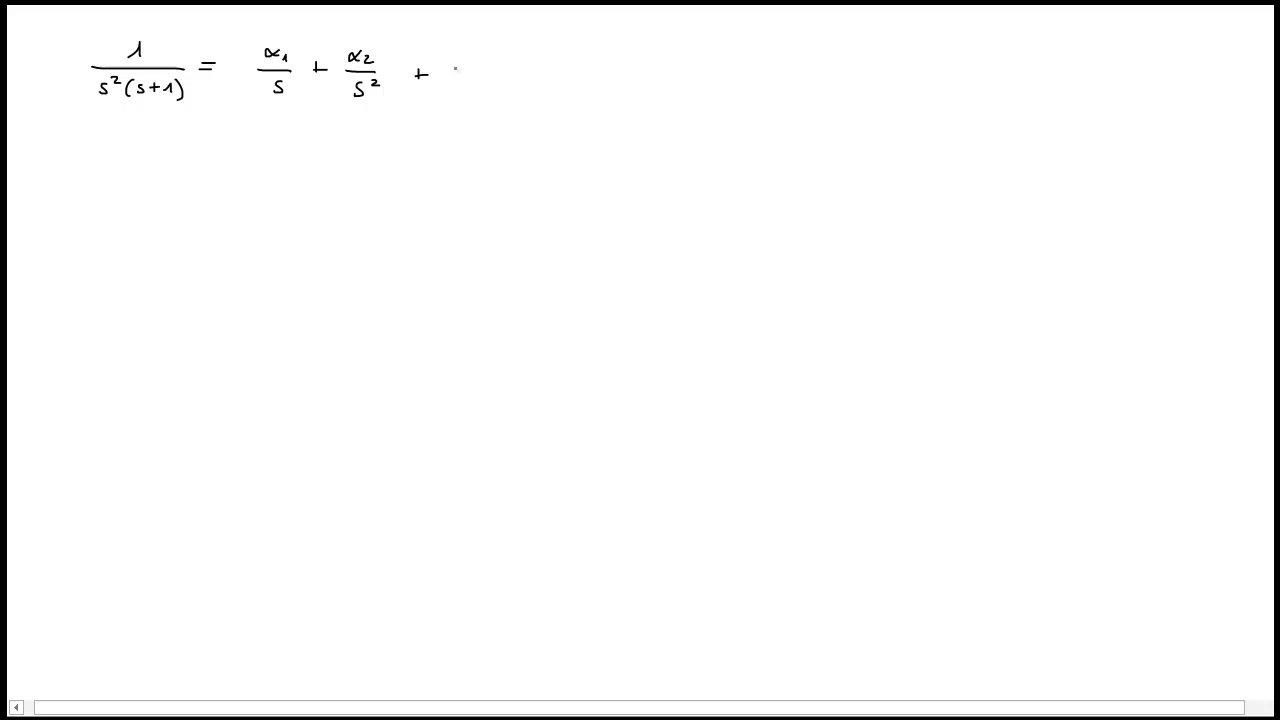 1/(s²(s+1)) = α₁/s + α₂/s² +